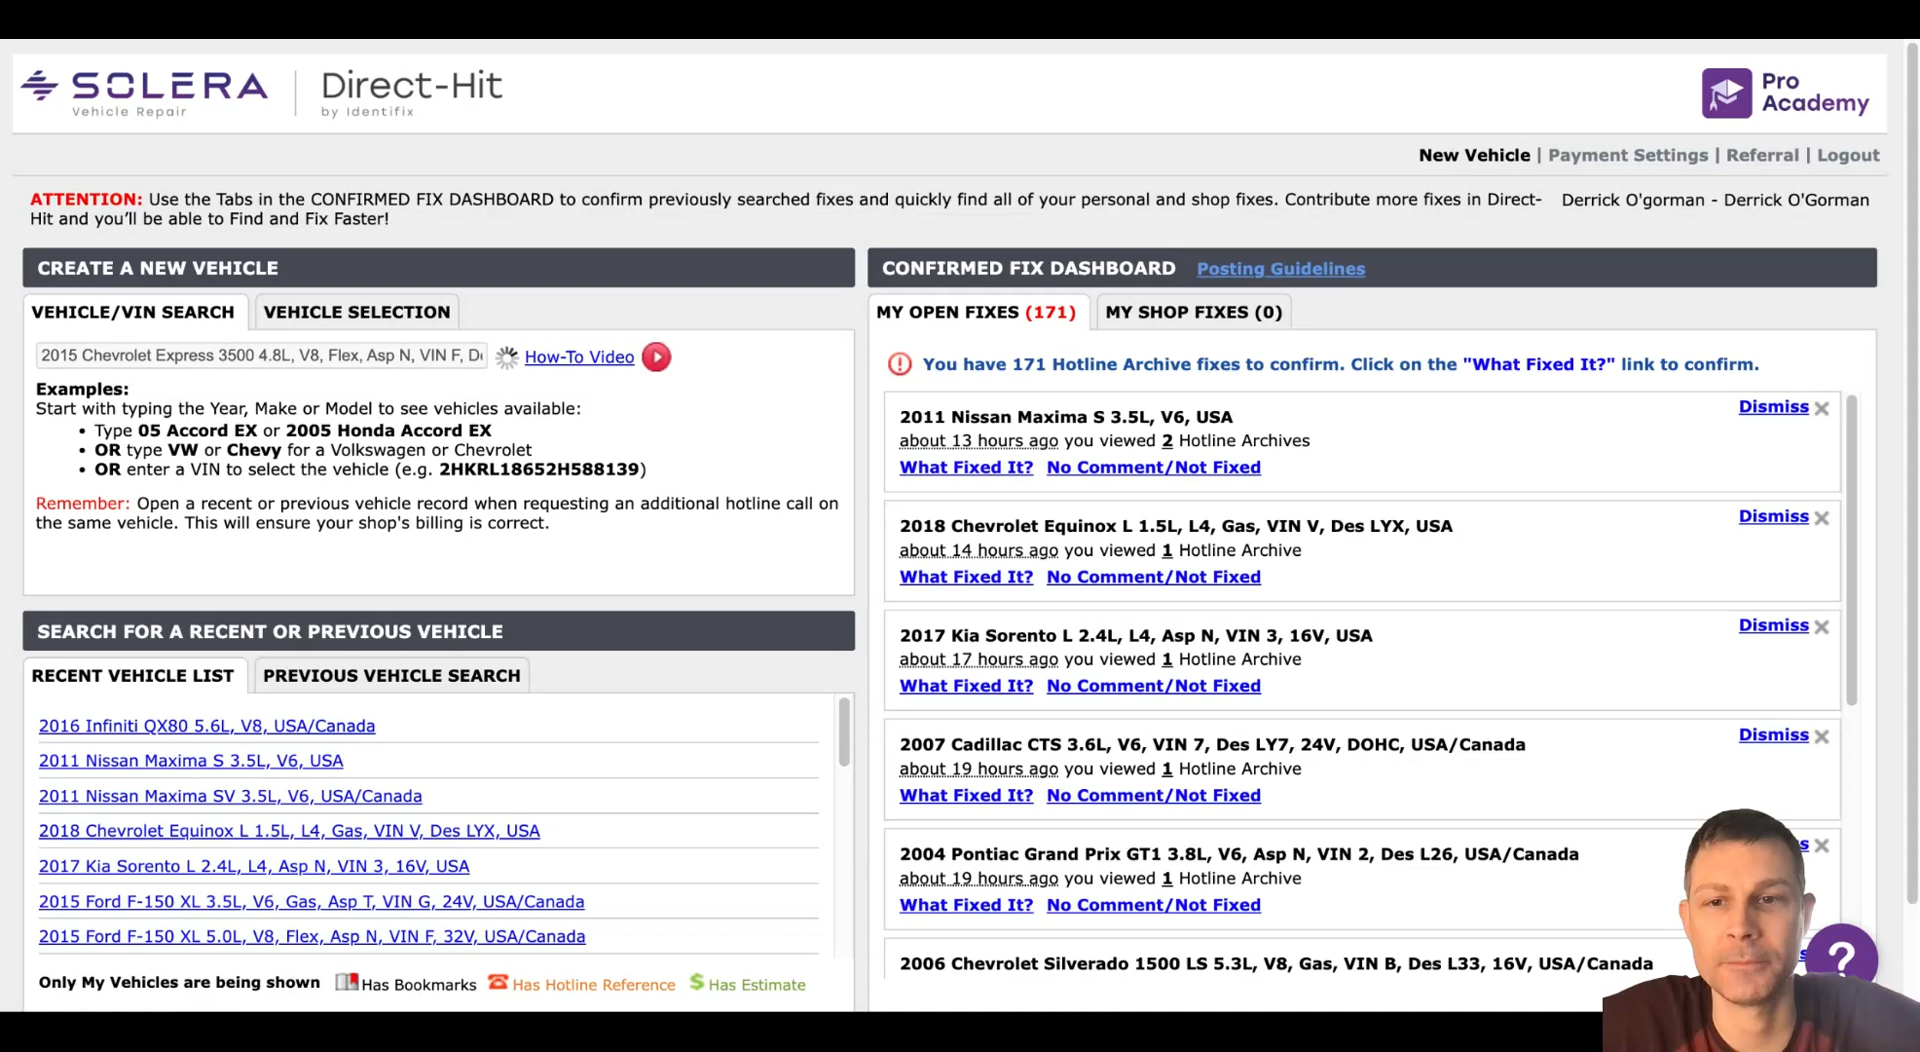 SOLERA
Vehicle Repair
Direct-Hit
by Identifix
Pro
Academy
New Vehicle | Payment Settings | Referral | Logout
ATTENTION: Use the Tabs in the CONFIRMED FIX DASHBOARD to confirm previously searched fixes and quickly find all of your personal and shop fixes. Contribute more fixes in Direct-
Hit and you'll be able to Find and Fix Faster!
Derrick O'gorman - Derrick O'Gorman
CREATE A NEW VEHICLE
VEHICLE/VIN SEARCH
VEHICLE SELECTION
2015 Chevrolet Express 3500 4.8L, V8, Flex, Asp N, VIN F,
How-To Video
Examples:
Start with typing the Year, Make or Model to see vehicles available:
• Type 05 Accord EX or 2005 Honda Accord EX
• OR type VW or Chevy for a Volkswagen or Chevrolet
• OR enter a VIN to select the vehicle (e.g. 2HKRL18652H588139)
Remember: Open a recent or previous vehicle record when requesting an additional hotline call on
the same vehicle. This will ensure your shop's billing is correct.
SEARCH FOR A RECENT OR PREVIOUS VEHICLE
RECENT VEHICLE LIST
PREVIOUS VEHICLE SEARCH
2016 Infiniti QX80 5.6L, V8, USA/Canada
2011 Nissan Maxima S 3.5L, V6, USA
2011 Nissan Maxima SV 3.5L, V6, USA/Canada
2018 Chevrolet Equinox L 1.5L, L4, Gas, VIN V, Des LYX, USA
2017 Kia Sorento L 2.4L, L4, Asp N, VIN 3, 16V, USA
2015 Ford F-150 XL 3.5L, V6, Gas, Asp T, VIN G, 24V, USA/Canada
2015 Ford F-150 XL 5.0L, V8, Flex, Asp N, VIN F, 32V, USA/Canada
Only My Vehicles are being shown
Has Bookmarks
Has Hotline Reference
$ Has Estimate
CONFIRMED FIX DASHBOARD
Posting Guidelines
MY OPEN FIXES (171)
MY SHOP FIXES (0)
! You have 171 Hotline Archive fixes to confirm. Click on the "What Fixed It?" link to confirm.
2011 Nissan Maxima S 3.5L, V6, USA
Dismiss
about 13 hours ago you viewed 2 Hotline Archives
What Fixed It? No Comment/Not Fixed
2018 Chevrolet Equinox L 1.5L, L4, Gas, VIN V, Des LYX, USA
Dismiss
about 14 hours ago you viewed 1 Hotline Archive
What Fixed It? No Comment/Not Fixed
2017 Kia Sorento L 2.4L, L4, Asp N, VIN 3, 16V, USA
Dismiss
about 17 hours ago you viewed 1 Hotline Archive
What Fixed It? No Comment/Not Fixed
2007 Cadillac CTS 3.6L, V6, VIN 7, Des LY7, 24V, DOHC, USA/Canada
Dismiss
about 19 hours ago you viewed 1 Hotline Archive
What Fixed It? No Comment/Not Fixed
2004 Pontiac Grand Prix GT1 3.8L, V6, Asp N, VIN 2, Des L26, USA/Canada
about 19 hours ago you viewed 1 Hotline Archive
What Fixed It? No Comment/Not Fixed
2006 Chevrolet Silverado 1500 LS 5.3L, V8, Gas, VIN B, Des L33, 16V, USA/Canada
?